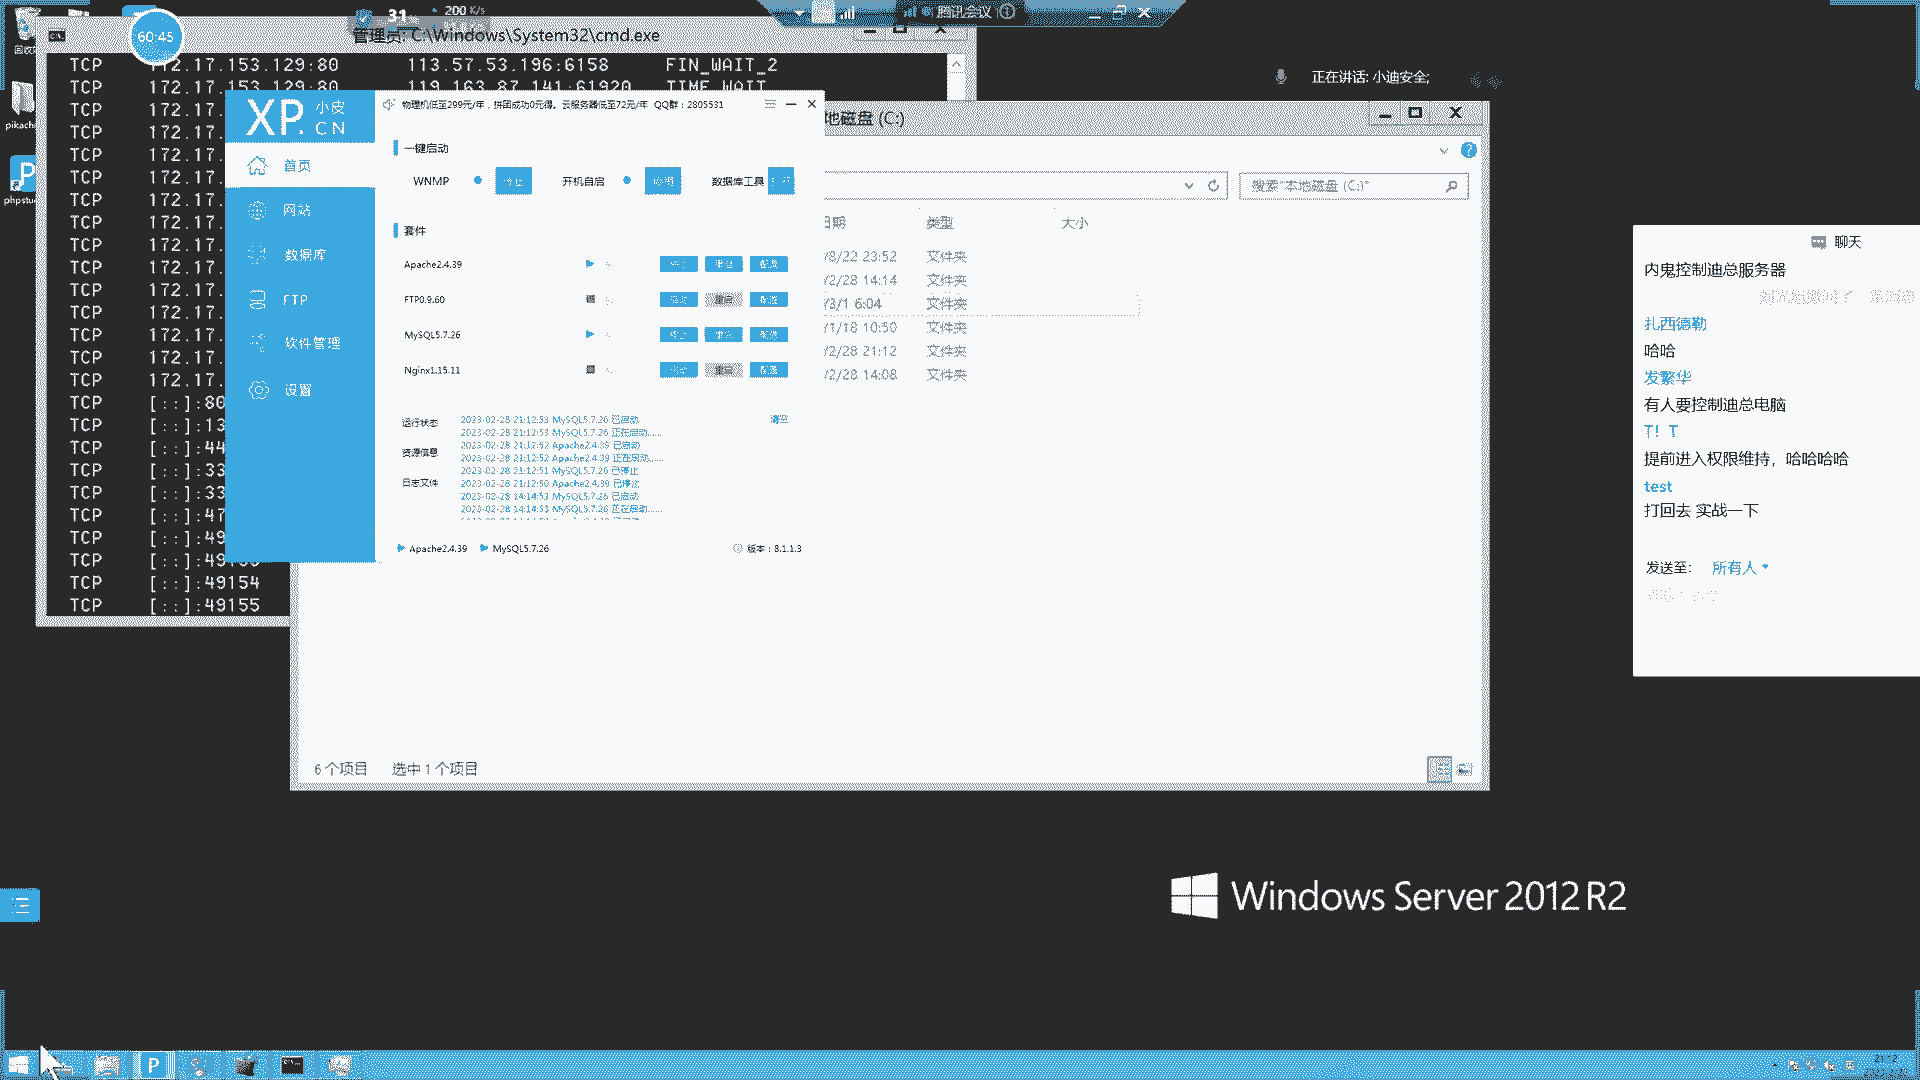 31%
200 K/s
腾讯会议
60:45
管理员: C:\Windows\System32\cmd.exe
TCP 172.17.153.129:80 113.57.53.196:6158 FIN_WAIT_2
TCP 172.17.153.129:80 119.163.87.141:61920 TIME_WAIT
TCP 172.17.
TCP 172.17.
TCP 172.17.
TCP 172.17.
TCP 172.17.
TCP 172.17.
TCP 172.17.
TCP 172.17.
TCP 172.17.
TCP 172.17.
TCP 172.17.
TCP 172.17.
TCP 172.17.
TCP [::]:80
TCP [::]:13
TCP [::]:44
TCP [::]:33
TCP [::]:33
TCP [::]:47
TCP [::]:49
TCP [::]:49
TCP [::]:49154
TCP [::]:49155
XP. 小皮
CN
物理机低至299元/年，拼团成功0元得。云服务器低至72元/年 QQ群：2805531
首页
网站
数据库
FTP
软件管理
设置
一键启动
WNMP
开机自启
数据库工具
套件
Apache2.4.39
重启
配置
FTP0.9.60
重启
配置
MySQL5.7.26
配置
Nginx1.15.11
重启
配置
运行状态
资源信息
日志文件
清空
2023-02-28 21:12:53 MySQL5.7.26 已启动
2023-02-28 21:12:53 MySQL5.7.26 正在启动......
2023-02-28 21:12:52 Apache2.4.39 已启动
2023-02-28 21:12:52 Apache2.4.39 正在启动......
2023-02-28 21:12:51 MySQL5.7.26 已停止
2023-02-28 21:12:50 Apache2.4.39 已停止
2023-02-28 14:14:53 MySQL5.7.26 已启动
2023-02-28 14:14:53 MySQL5.7.26 正在启动......
Apache2.4.39
MySQL5.7.26
版本：8.1.1.3
地磁盘 (C:)
搜索"本地磁盘 (C:)"
日期 类型 大小
/8/22 23:52 文件夹
/2/28 14:14 文件夹
/3/1 6:04 文件夹
/1/18 10:50 文件夹
/2/28 21:12 文件夹
/2/28 14:08 文件夹
6 个项目
选中 1 个项目
正在讲话: 小迪安全;
聊天
内鬼控制迪总服务器
扎西德勒
哈哈
发繁华
有人要控制迪总电脑
T! T
提前进入权限维持，哈哈哈哈
test
打回去 实战一下
发送至:
所有人
Windows Server 2012 R2
21:12